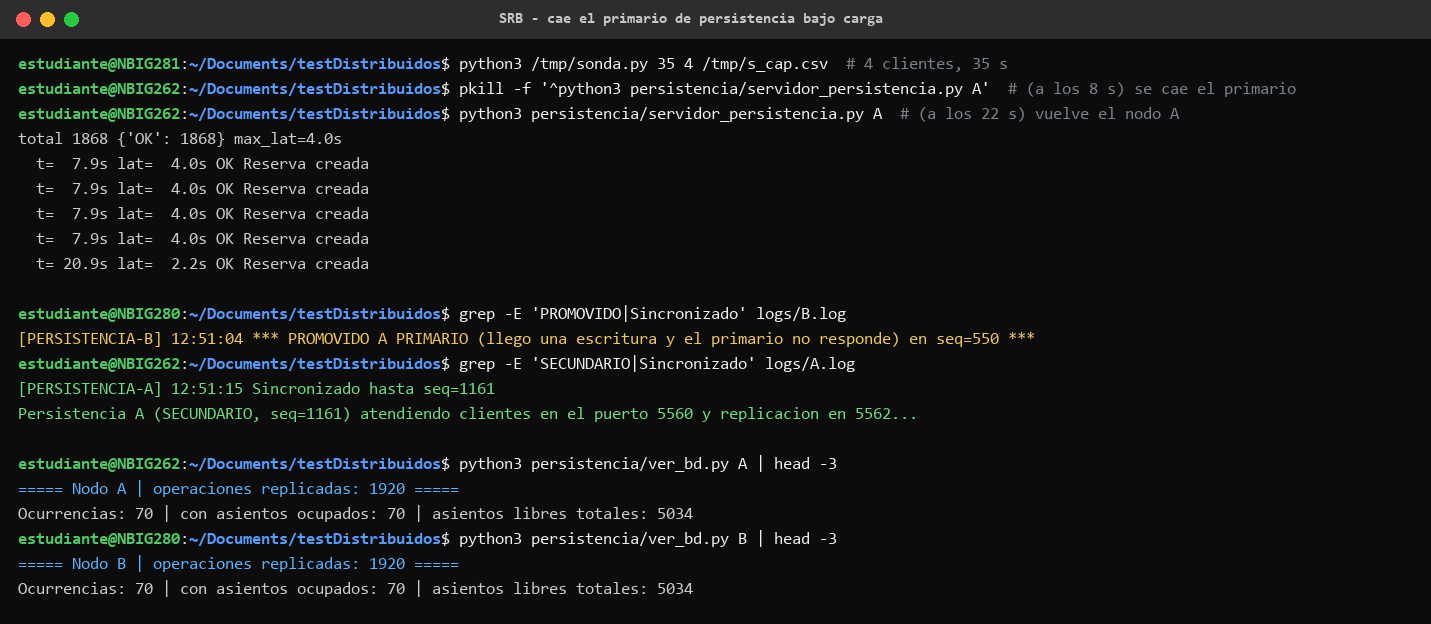 SRB - cae el primario de persistencia bajo carga
estudiante@NBIG281:~/Documents/testDistribuidos$ python3 /tmp/sonda.py 35 4 /tmp/s_cap.csv  # 4 clientes, 35 s
estudiante@NBIG262:~/Documents/testDistribuidos$ pkill -f '^python3 persistencia/servidor_persistencia.py A'  # (a los 8 s) se cae el primario
estudiante@NBIG262:~/Documents/testDistribuidos$ python3 persistencia/servidor_persistencia.py A  # (a los 22 s) vuelve el nodo A
total 1868 {'OK': 1868} max_lat=4.0s
  t=  7.9s lat=  4.0s OK Reserva creada
  t=  7.9s lat=  4.0s OK Reserva creada
  t=  7.9s lat=  4.0s OK Reserva creada
  t=  7.9s lat=  4.0s OK Reserva creada
  t= 20.9s lat=  2.2s OK Reserva creada
estudiante@NBIG280:~/Documents/testDistribuidos$ grep -E 'PROMOVIDO|Sincronizado' logs/B.log
[PERSISTENCIA-B] 12:51:04 *** PROMOVIDO A PRIMARIO (llego una escritura y el primario no responde) en seq=550 ***
estudiante@NBIG262:~/Documents/testDistribuidos$ grep -E 'SECUNDARIO|Sincronizado' logs/A.log
[PERSISTENCIA-A] 12:51:15 Sincronizado hasta seq=1161
Persistencia A (SECUNDARIO, seq=1161) atendiendo clientes en el puerto 5560 y replicacion en 5562...
estudiante@NBIG262:~/Documents/testDistribuidos$ python3 persistencia/ver_bd.py A | head -3
===== Nodo A | operaciones replicadas: 1920 =====
Ocurrencias: 70 | con asientos ocupados: 70 | asientos libres totales: 5034
estudiante@NBIG280:~/Documents/testDistribuidos$ python3 persistencia/ver_bd.py B | head -3
===== Nodo B | operaciones replicadas: 1920 =====
Ocurrencias: 70 | con asientos ocupados: 70 | asientos libres totales: 5034